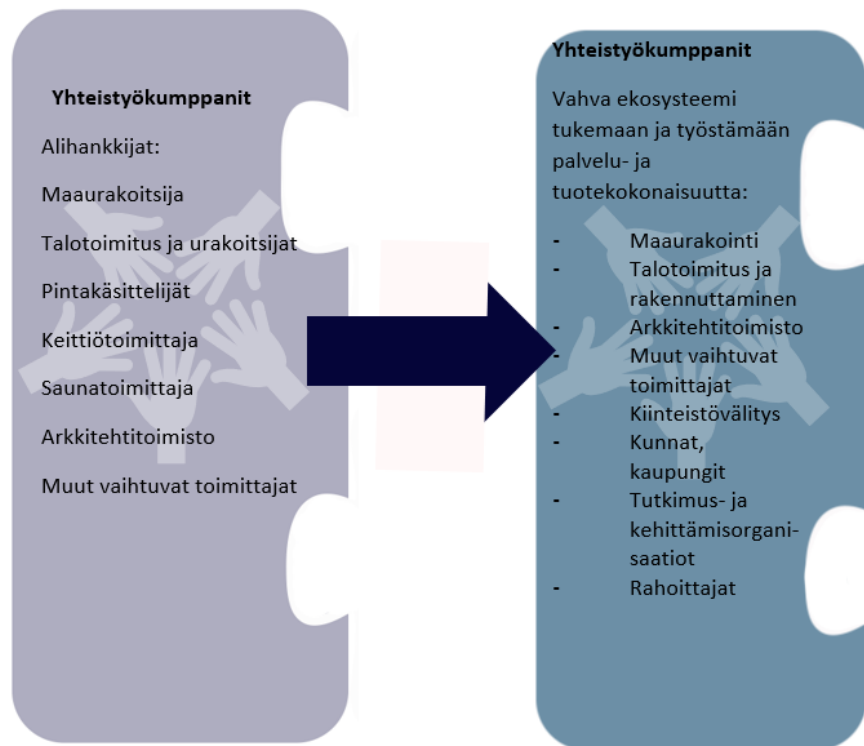 Yhteistyökumppanit
Alihankkijat:
Maaurakoitsija
Talotoimitus ja urakoitsijat
Pintakäsittelijät
Keittiötoimittaja
Saunatoimittaja
Arkkitehtitoimisto
Muut vaihtuvat toimittajat
Yhteistyökumppanit
Vahva ekosysteemi
tukemaan ja työstämään
palvelu- ja
tuotekokonaisuutta:
- Maaurakointi
- Talotoimitus ja
rakennuttaminen
- Arkkitehtitoimisto
- Muut vaihtuvat
toimittajat
- Kiinteistövälitys
- Kunnat,
kaupungit
- Tutkimus- ja
kehittämisorgani-
saatiot
- Rahoittajat